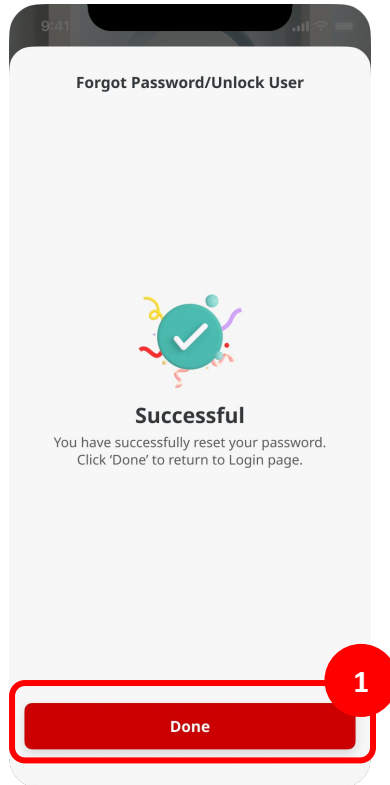 9:41
Forgot Password/Unlock User
Successful
You have successfully reset your password.
Click ‘Done’ to return to Login page.
1
Done